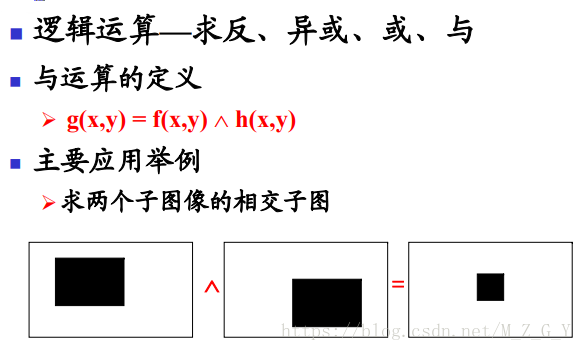 逻辑运算—求反、异或、或、与
与运算的定义
g(x,y) = f(x,y) ∧ h(x,y)
主要应用举例
求两个子图像的相交子图
∧ =
https://blog.csdn.net/M_Z_G_Y